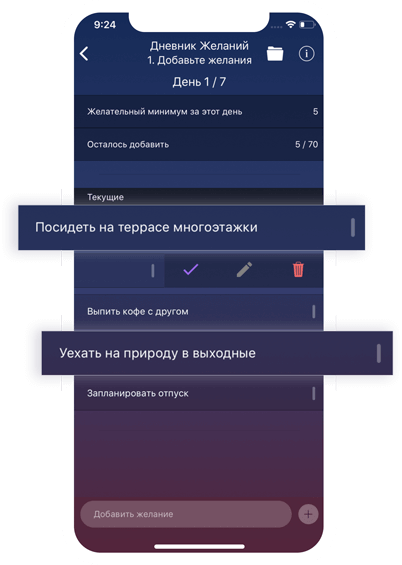 9:24
Дневник Желаний
1. Добавьте желания
День 1 / 7
Желательный минимум за этот день 5
Осталось добавить 5 / 70
Текущие
Посидеть на террасе многоэтажки
Выпить кофе с другом
Уехать на природу в выходные
Запланировать отпуск
Добавить желание